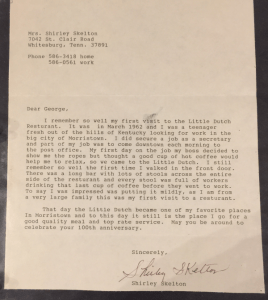 Mrs. Shirley Skelton
7042 St. Clair Road
Whitesburg, Tenn. 37891
Phone 586-7418 home
586-0561 work
Dear George,
I remember so well my first visit to the Little Dutch
Resturant. It was in March 1962 and I was a teenager
fresh out of the hills of Kentucky looking for work in the
big city of Morristown. I did secure a job as a secretary
and part of my job was to come downtown each morning to
the post office. My first day on the job my boss decided to
show me the ropes but thought a good cup of hot coffee would
help me to relax, so we came to the Little Dutch. I still
remember so well the first time I walked in the front door.
There was a long bar with lots of stools across the entire
side of the resturant and every stool was full of workers
drinking that last cup of coffee before they went to work.
To say I was impressed was putting it mildly, as I am from
a very large family this was my first visit to a resturant.
That day the Little Dutch became one of my favorite places
in Morristown and to this day it still is the place I go for a
good quality meal and top rate service. May you be around to
celebrate your 100th anniversary.
Sincerely,
Shirley Skelton
Shirley Skelton